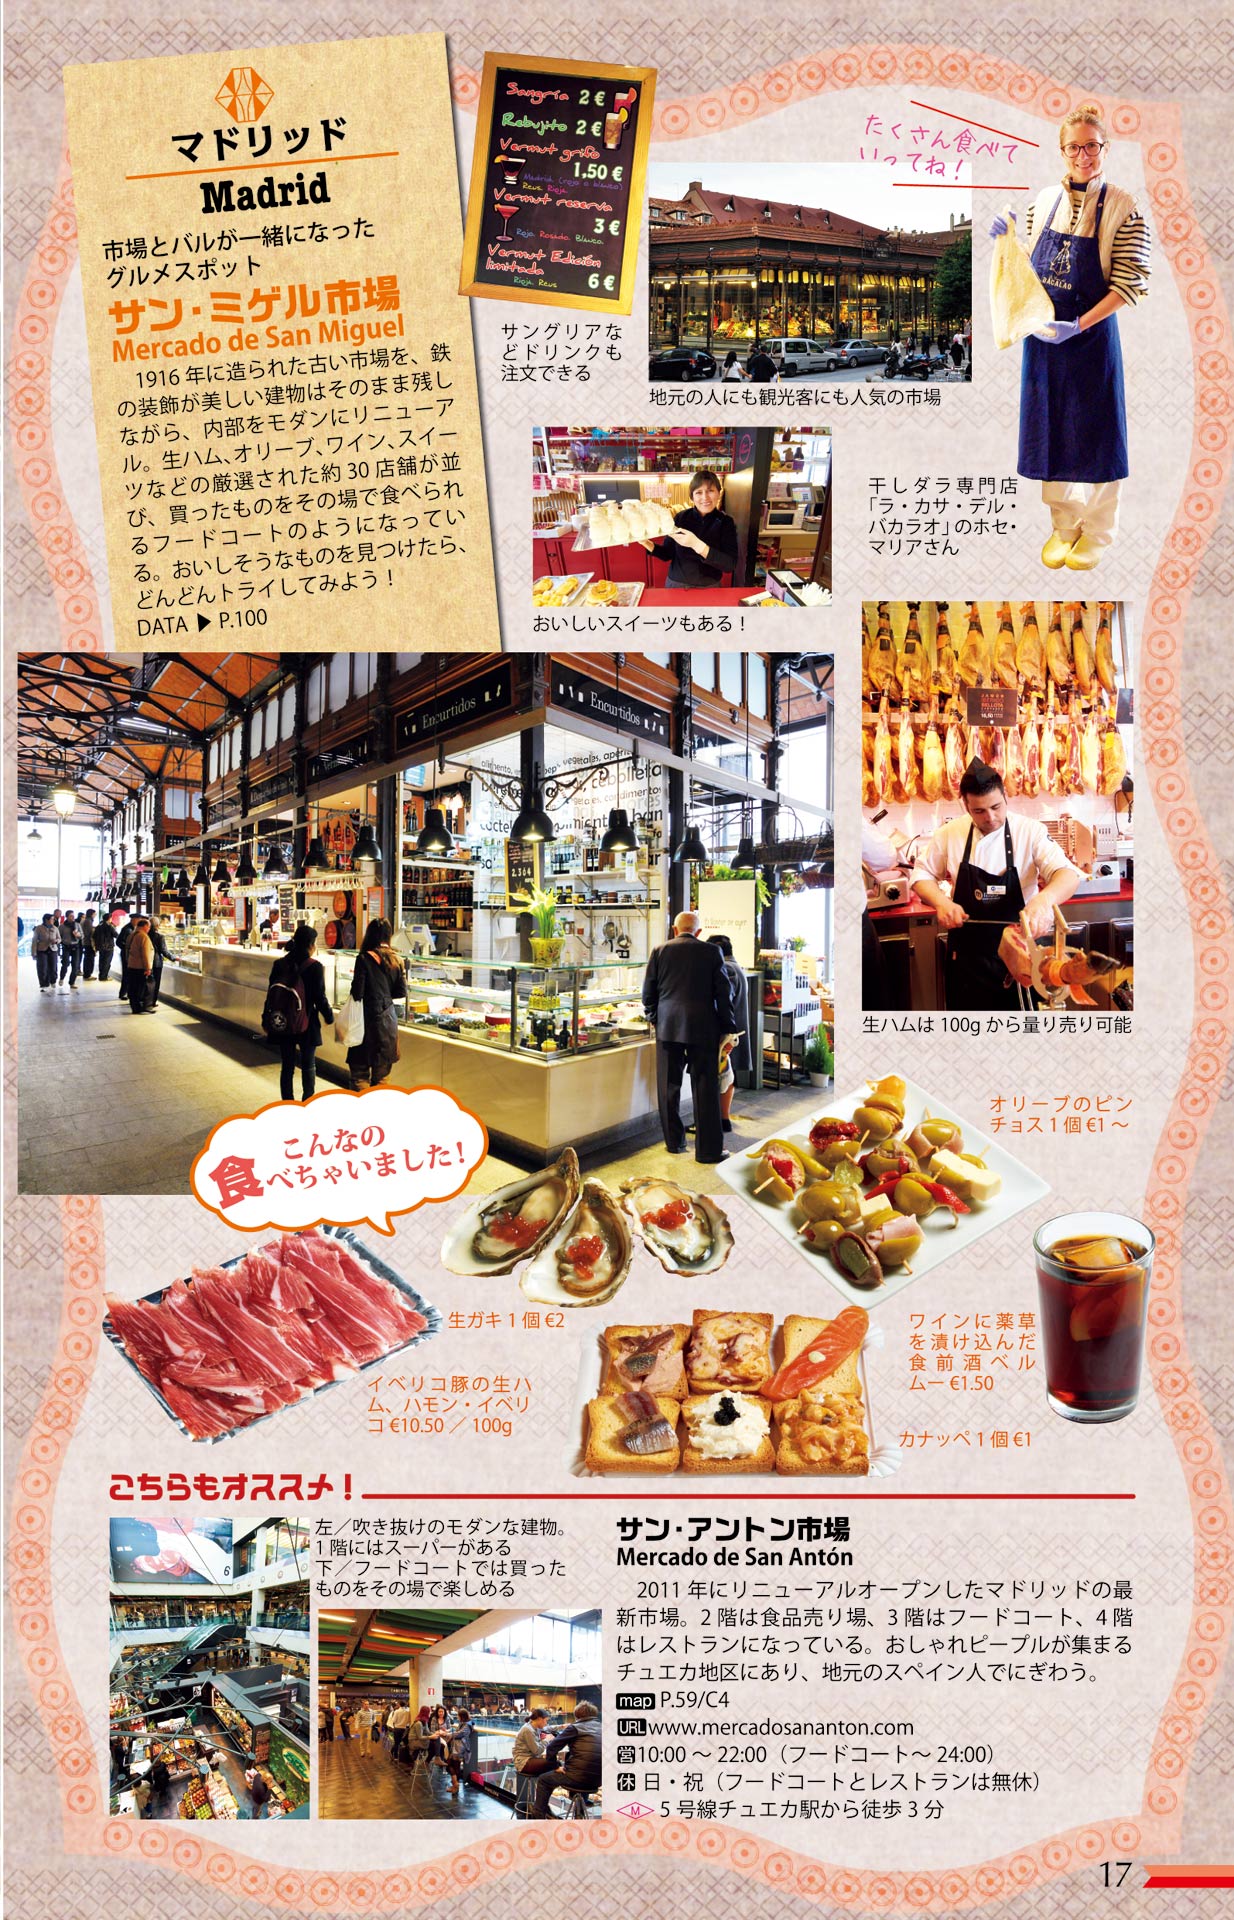 マドリッド
Madrid
市場とバルが一緒になった
グルメスポット
サン・ミゲル市場
Mercado de San Miguel
1916年に造られた古い市場を、鉄
の装飾が美しい建物はそのまま残し
ながら、内部をモダンにリニューア
ル。生ハム、オリーブ、ワイン、スイー
ツなどの厳選された約30店舗が並
び、買ったものをその場で食べられ
るフードコートのようになってい
る。おいしそうなものを見つけたら、
どんどんトライしてみよう！
DATA ▶ P.100
Sangría 2€
Rebujito 2€
Vermut grifo
1,50€
Madrid (rojo o blanco)
Reus Rioja
Vermut reserva
3€
Rojo. Rosado. Blanco.
Vermut Edición
limitada
6€
Rioja Reus
サングリアな
どドリンクも
注文できる
地元の人にも観光客にも人気の市場
たくさん食べて
いってね！
BACALAO
干しダラ専門店
「ラ・カサ・デル・
バカラオ」のホセ・
マリアさん
おいしいスイーツもある！
Encurtidos
Encurtidos
2,364
JAMÓN
BELLOTA
生ハムは100gから量り売り可能
こんなの
食べちゃいました！
オリーブのピン
チョス1個€1～
生ガキ1個€2
イベリコ豚の生ハ
ム、ハモン・イベリ
コ€10.50／100g
ワインに薬草
を漬け込んだ
食前酒ベル
ムー€1.50
カナッペ1個€1
こちらもオススメ！
左／吹き抜けのモダンな建物。
1階にはスーパーがある
下／フードコートでは買った
ものをその場で楽しめる
6
サン・アントン市場
Mercado de San Antón
2011年にリニューアルオープンしたマドリッドの最
新市場。2階は食品売り場、3階はフードコート、4階
はレストランになっている。おしゃれピープルが集まる
チュエカ地区にあり、地元のスペイン人でにぎわう。
map P.59/C4
URL www.mercadosananton.com
営 10:00～22:00（フードコート～24:00）
休 日・祝（フードコートとレストランは無休）
M 5号線チュエカ駅から徒歩3分
17